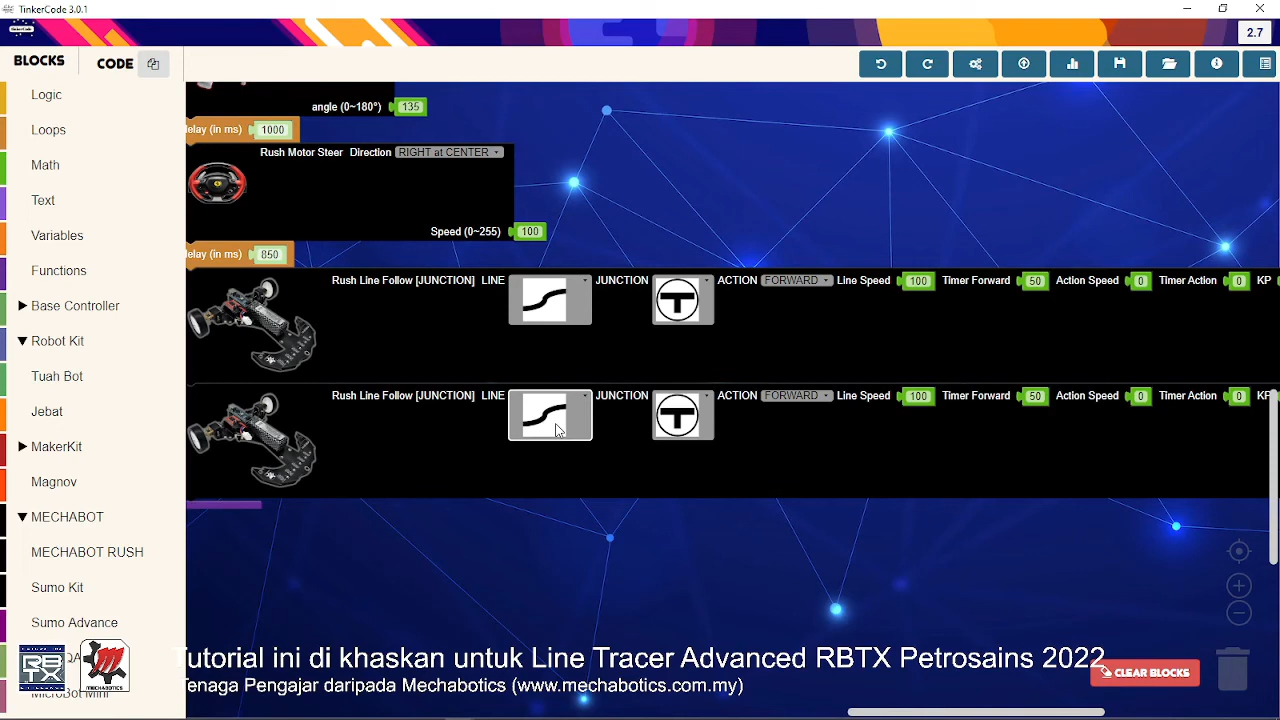 TinkerCode 3.0.1
2.7
BLOCKS
CODE
Logic
Loops
Math
Text
Variables
Functions
Base Controller
Robot Kit
Tuah Bot
Jebat
MakerKit
Magnov
MECHABOT
MECHABOT RUSH
Sumo Kit
Sumo Advance
angle (0~180°) 135
delay (in ms) 1000
Rush Motor Steer Direction RIGHT at CENTER
Speed (0~255) 100
delay (in ms) 850
Rush Line Follow [JUNCTION] LINE JUNCTION T ACTION FORWARD Line Speed 100 Timer Forward 50 Action Speed 0 Timer Action 0 KP
Rush Line Follow [JUNCTION] LINE JUNCTION T ACTION FORWARD Line Speed 100 Timer Forward 50 Action Speed 0 Timer Action 0 KP
RBTX
MECHABOTICS
Tutorial ini di khaskan untuk Line Tracer Advanced RBTX Petrosains 2022
Tenaga Pengajar daripada Mechabotics (www.mechabotics.com.my)
CLEAR BLOCKS